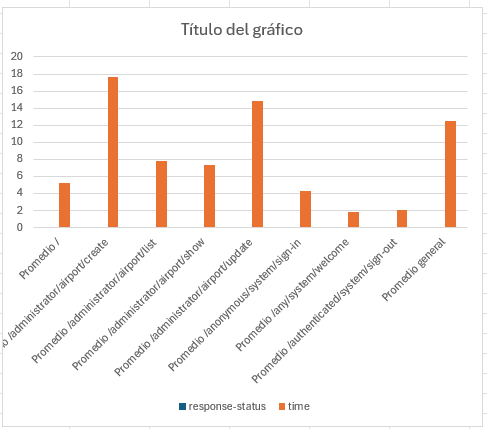 Título del gráfico
20
18
16
14
12
10
8
6
4
2
0
Promedio /
/administrator/airport/create
Promedio /administrator/airport/list
Promedio /administrator/airport/show
Promedio /administrator/airport/update
Promedio /anonymous/system/sign-in
Promedio /any/system/welcome
Promedio /authenticated/system/sign-out
Promedio general
response-status time